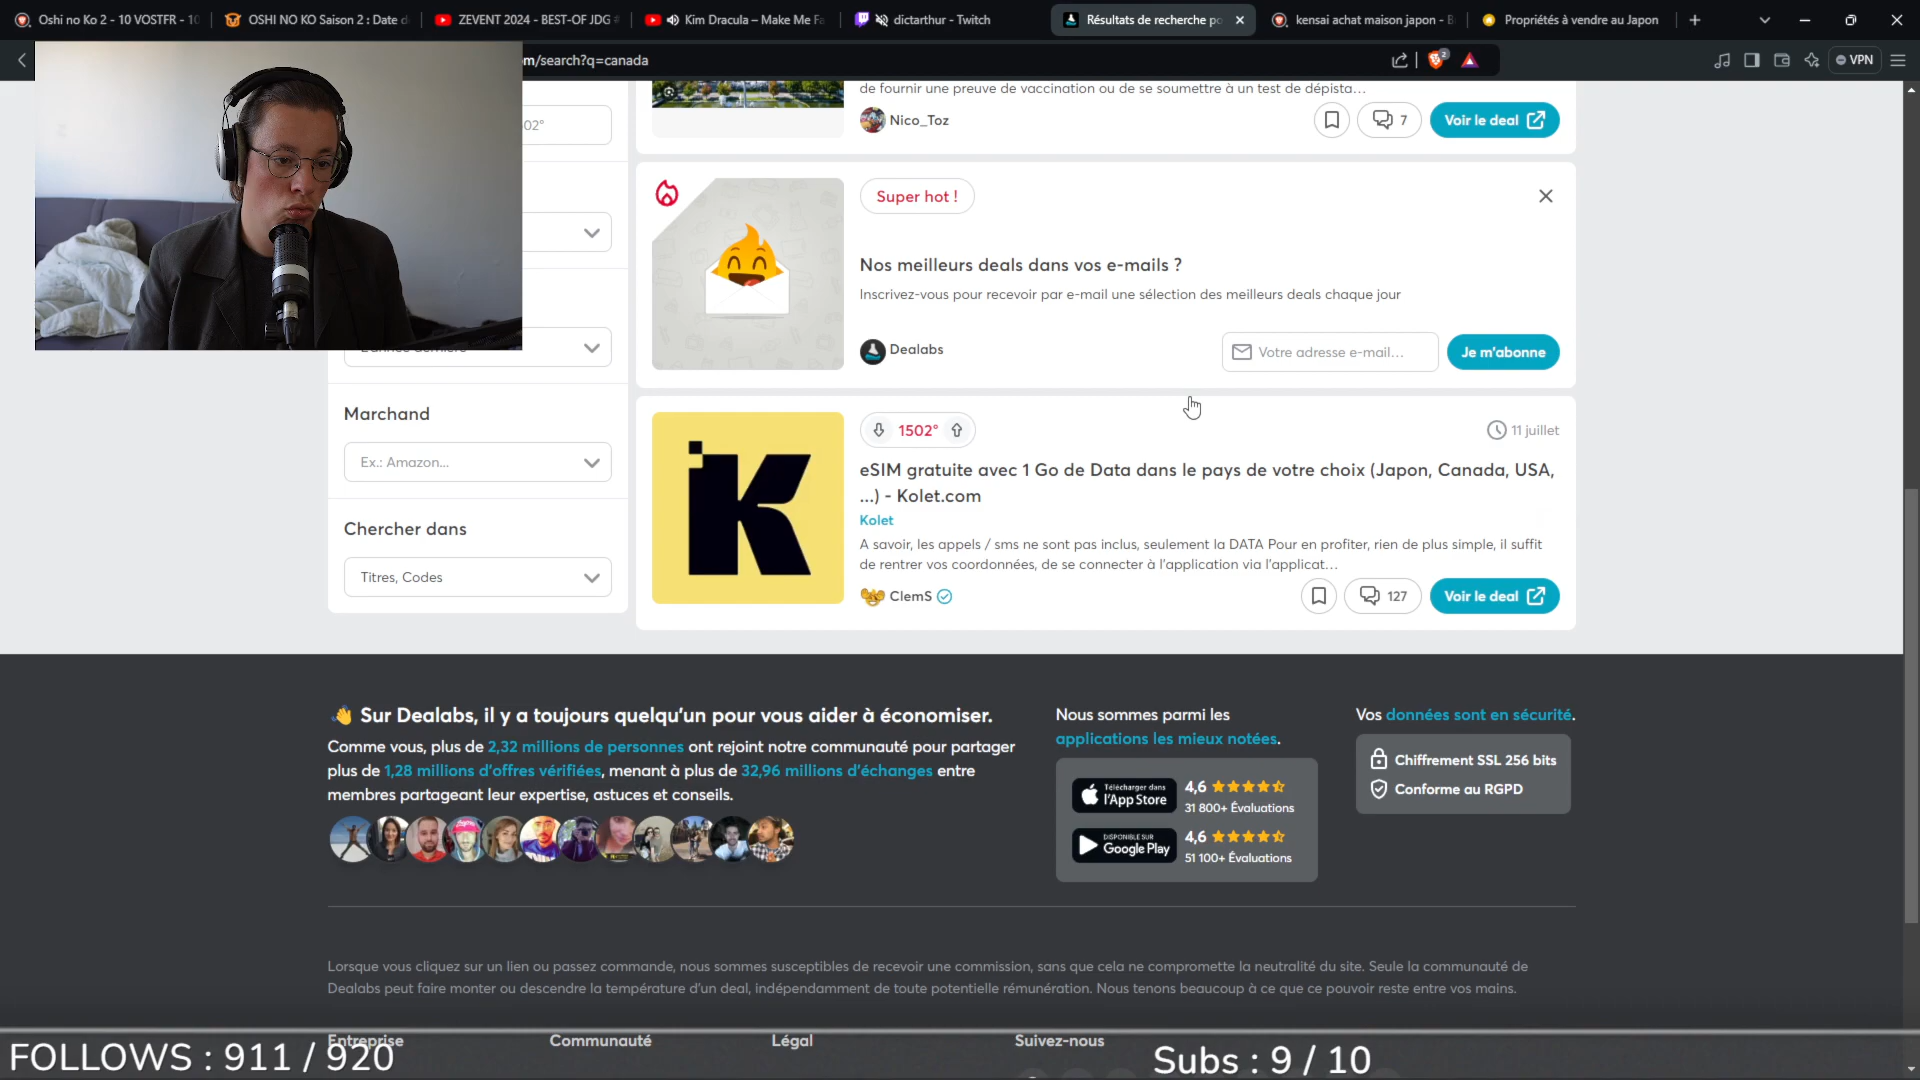 Oshi no Ko 2 - 10 VOSTFR - 10
OSHI NO KO Saison 2 : Date d
ZEVENT 2024 - BEST-OF JDG
Kim Dracula – Make Me Fa
dictarthur - Twitch
Résultats de recherche po
kensai achat maison japon - B
Propriétés à vendre au Japon
m/search?q=canada
2
VPN
de fournir une preuve de vaccination ou de se soumettre à un test de dépista...
Nico_Toz
7
Voir le deal
02°
Super hot !
Nos meilleurs deals dans vos e-mails ?
Inscrivez-vous pour recevoir par e-mail une sélection des meilleurs deals chaque jour
Dealabs
Votre adresse e-mail...
Je m'abonne
Marchand
Ex.: Amazon...
Chercher dans
Titres, Codes
K
1502°
11 juillet
eSIM gratuite avec 1 Go de Data dans le pays de votre choix (Japon, Canada, USA,
...) - Kolet.com
Kolet
A savoir, les appels / sms ne sont pas inclus, seulement la DATA Pour en profiter, rien de plus simple, il suffit
de rentrer vos coordonnées, de se connecter à l'application via l'applicat...
ClemS
127
Voir le deal
Sur Dealabs, il y a toujours quelqu'un pour vous aider à économiser.
Comme vous, plus de 2,32 millions de personnes ont rejoint notre communauté pour partager
plus de 1,28 millions d'offres vérifiées, menant à plus de 32,96 millions d'échanges entre
membres partageant leur expertise, astuces et conseils.
Nous sommes parmi les
applications les mieux notées.
Télécharger dans
l'App Store
4,6
31 800+ Évaluations
DISPONIBLE SUR
Google Play
4,6
51 100+ Évaluations
Vos données sont en sécurité.
Chiffrement SSL 256 bits
Conforme au RGPD
Lorsque vous cliquez sur un lien ou passez commande, nous sommes susceptibles de recevoir une commission, sans que cela ne compromette la neutralité du site. Seule la communauté de
Dealabs peut faire monter ou descendre la température d'un deal, indépendamment de toute potentielle rémunération. Nous tenons beaucoup à ce que ce pouvoir reste entre vos mains.
Entreprise
Communauté
Légal
Suivez-nous
FOLLOWS : 911 / 920
Subs : 9 / 10